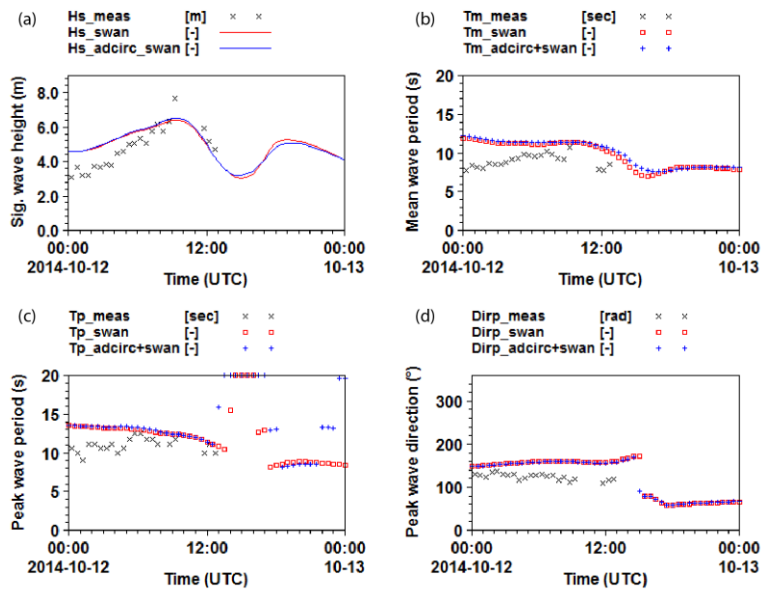 (a) Hs_meas [m]
Hs_swan [-]
Hs_adcirc_swan [-]
Sig. wave height (m)
8.0
6.0
4.0
2.0
0.0
00:00 12:00 00:00
2014-10-12 10-13
Time (UTC)
(b) Tm_meas [sec]
Tm_swan [-]
Tm_adcirc+swan [-]
Mean wave period (s)
20
15
10
5
0
00:00 12:00 00:00
2014-10-12 10-13
Time (UTC)
(c) Tp_meas [sec]
Tp_swan [-]
Tp_adcirc+swan [-]
Peak wave period (s)
20
15
10
5
0
00:00 12:00 00:00
2014-10-12 10-13
Time (UTC)
(d) Dirp_meas [rad]
Dirp_swan [-]
Dirp_adcirc+swan [-]
Peak wave direction (°)
300
200
100
0
00:00 12:00 00:00
2014-10-12 10-13
Time (UTC)